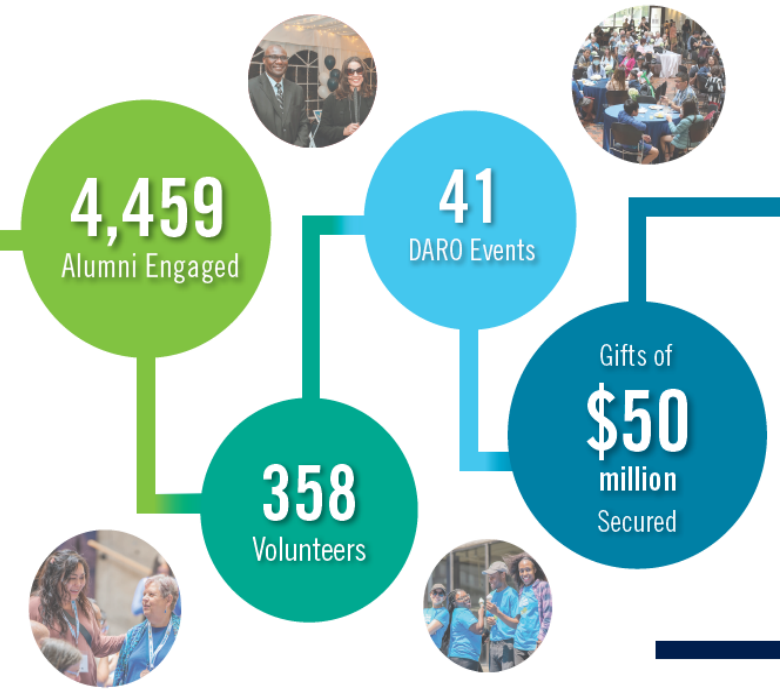 4,459
Alumni Engaged
358
Volunteers
41
DARO Events
Gifts of
$50
million
Secured